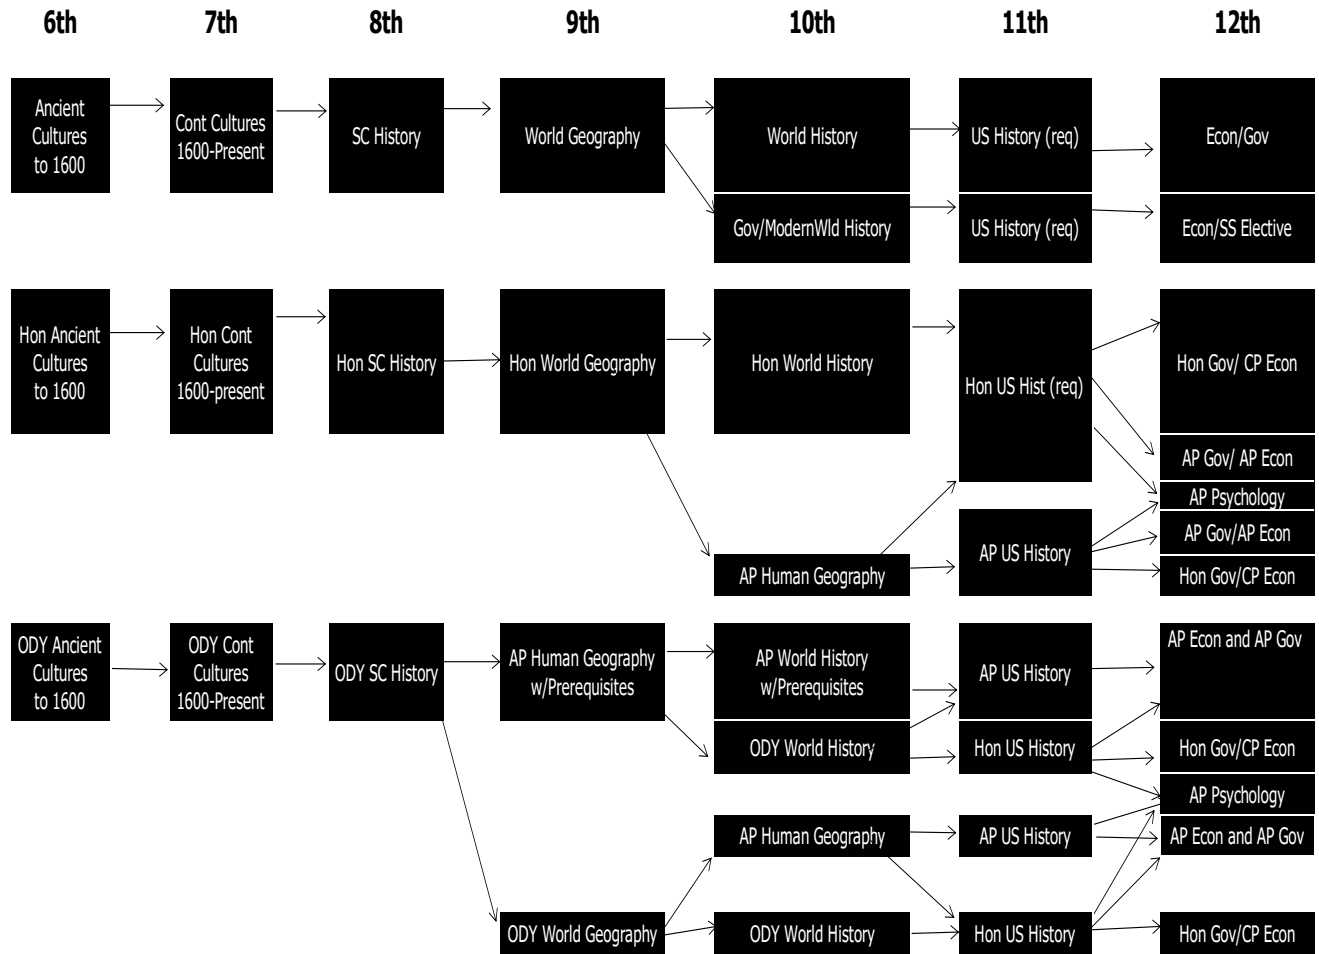 6th 7th 8th 9th 10th 11th 12th
Ancient
Cultures
to 1600
Cont Cultures
1600-Present
SC History
World Geography
World History
US History (req)
Econ/Gov
Gov/ModernWld History
US History (req)
Econ/SS Elective
Hon Ancient
Cultures
to 1600
Hon Cont
Cultures
1600-present
Hon SC History
Hon World Geography
Hon World History
Hon US Hist (req)
Hon Gov/ CP Econ
AP Gov/ AP Econ
AP Psychology
AP Human Geography
AP US History
AP Gov/AP Econ
Hon Gov/CP Econ
ODY Ancient
Cultures
to 1600
ODY Cont
Cultures
1600-Present
ODY SC History
AP Human Geography
w/Prerequisites
AP World History
w/Prerequisites
AP US History
AP Econ and AP Gov
ODY World History
Hon US History
Hon Gov/CP Econ
AP Psychology
AP Human Geography
AP US History
AP Econ and AP Gov
ODY World Geography
ODY World History
Hon US History
Hon Gov/CP Econ